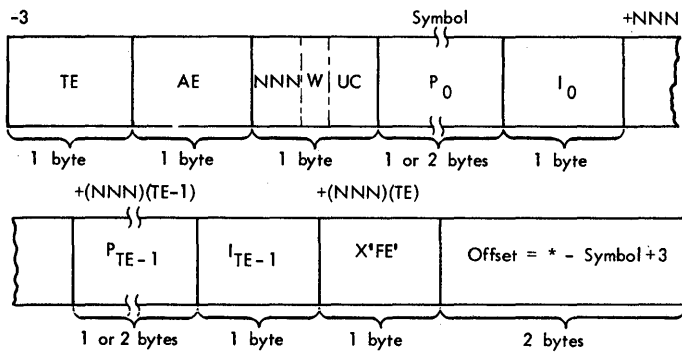 -3 Symbol +NNN
TE AE NNN W UC P0 I0
1 byte 1 byte 1 byte 1 or 2 bytes 1 byte
+(NNN)(TE-1) +(NNN)(TE)
PTE-1 ITE-1 X'FE' Offset = * - Symbol+3
1 or 2 bytes 1 byte 1 byte 2 bytes